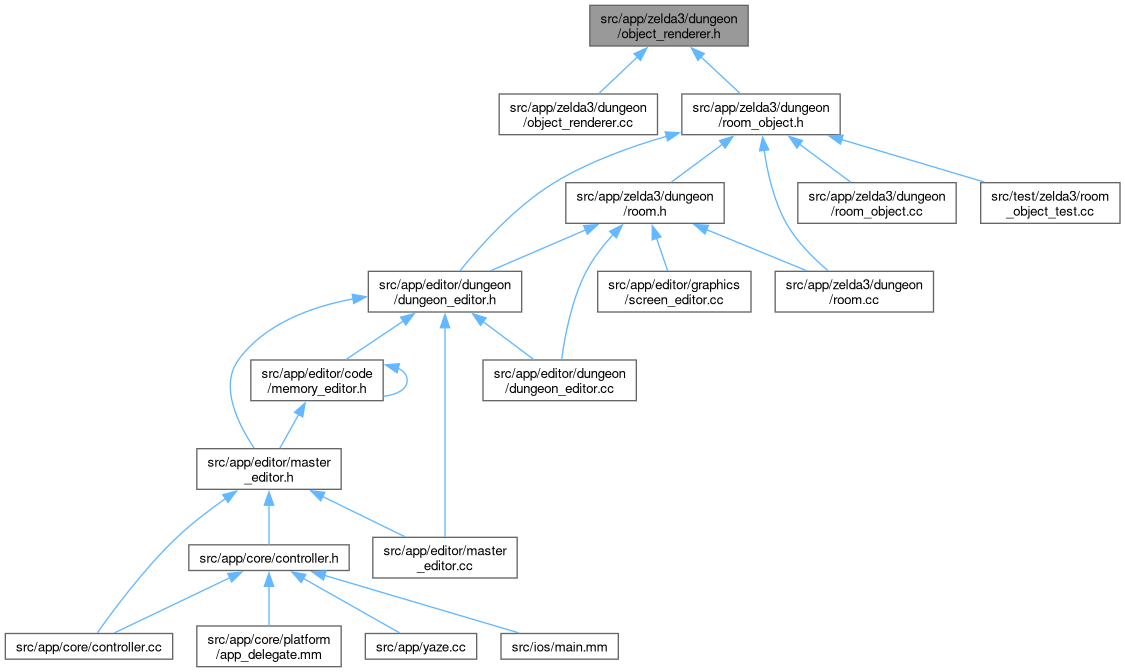 src/app/zelda3/dungeon
/object_renderer.h
src/app/zelda3/dungeon
/object_renderer.cc
src/app/zelda3/dungeon
/room_object.h
src/app/zelda3/dungeon
/room.h
src/app/zelda3/dungeon
/room_object.cc
src/test/zelda3/room
_object_test.cc
src/app/editor/dungeon
/dungeon_editor.h
src/app/editor/graphics
/screen_editor.cc
src/app/zelda3/dungeon
/room.cc
src/app/editor/code
/memory_editor.h
src/app/editor/dungeon
/dungeon_editor.cc
src/app/editor/master
_editor.h
src/app/core/controller.h
src/app/editor/master
_editor.cc
src/app/core/controller.cc
src/app/core/platform
/app_delegate.mm
src/app/yaze.cc
src/ios/main.mm